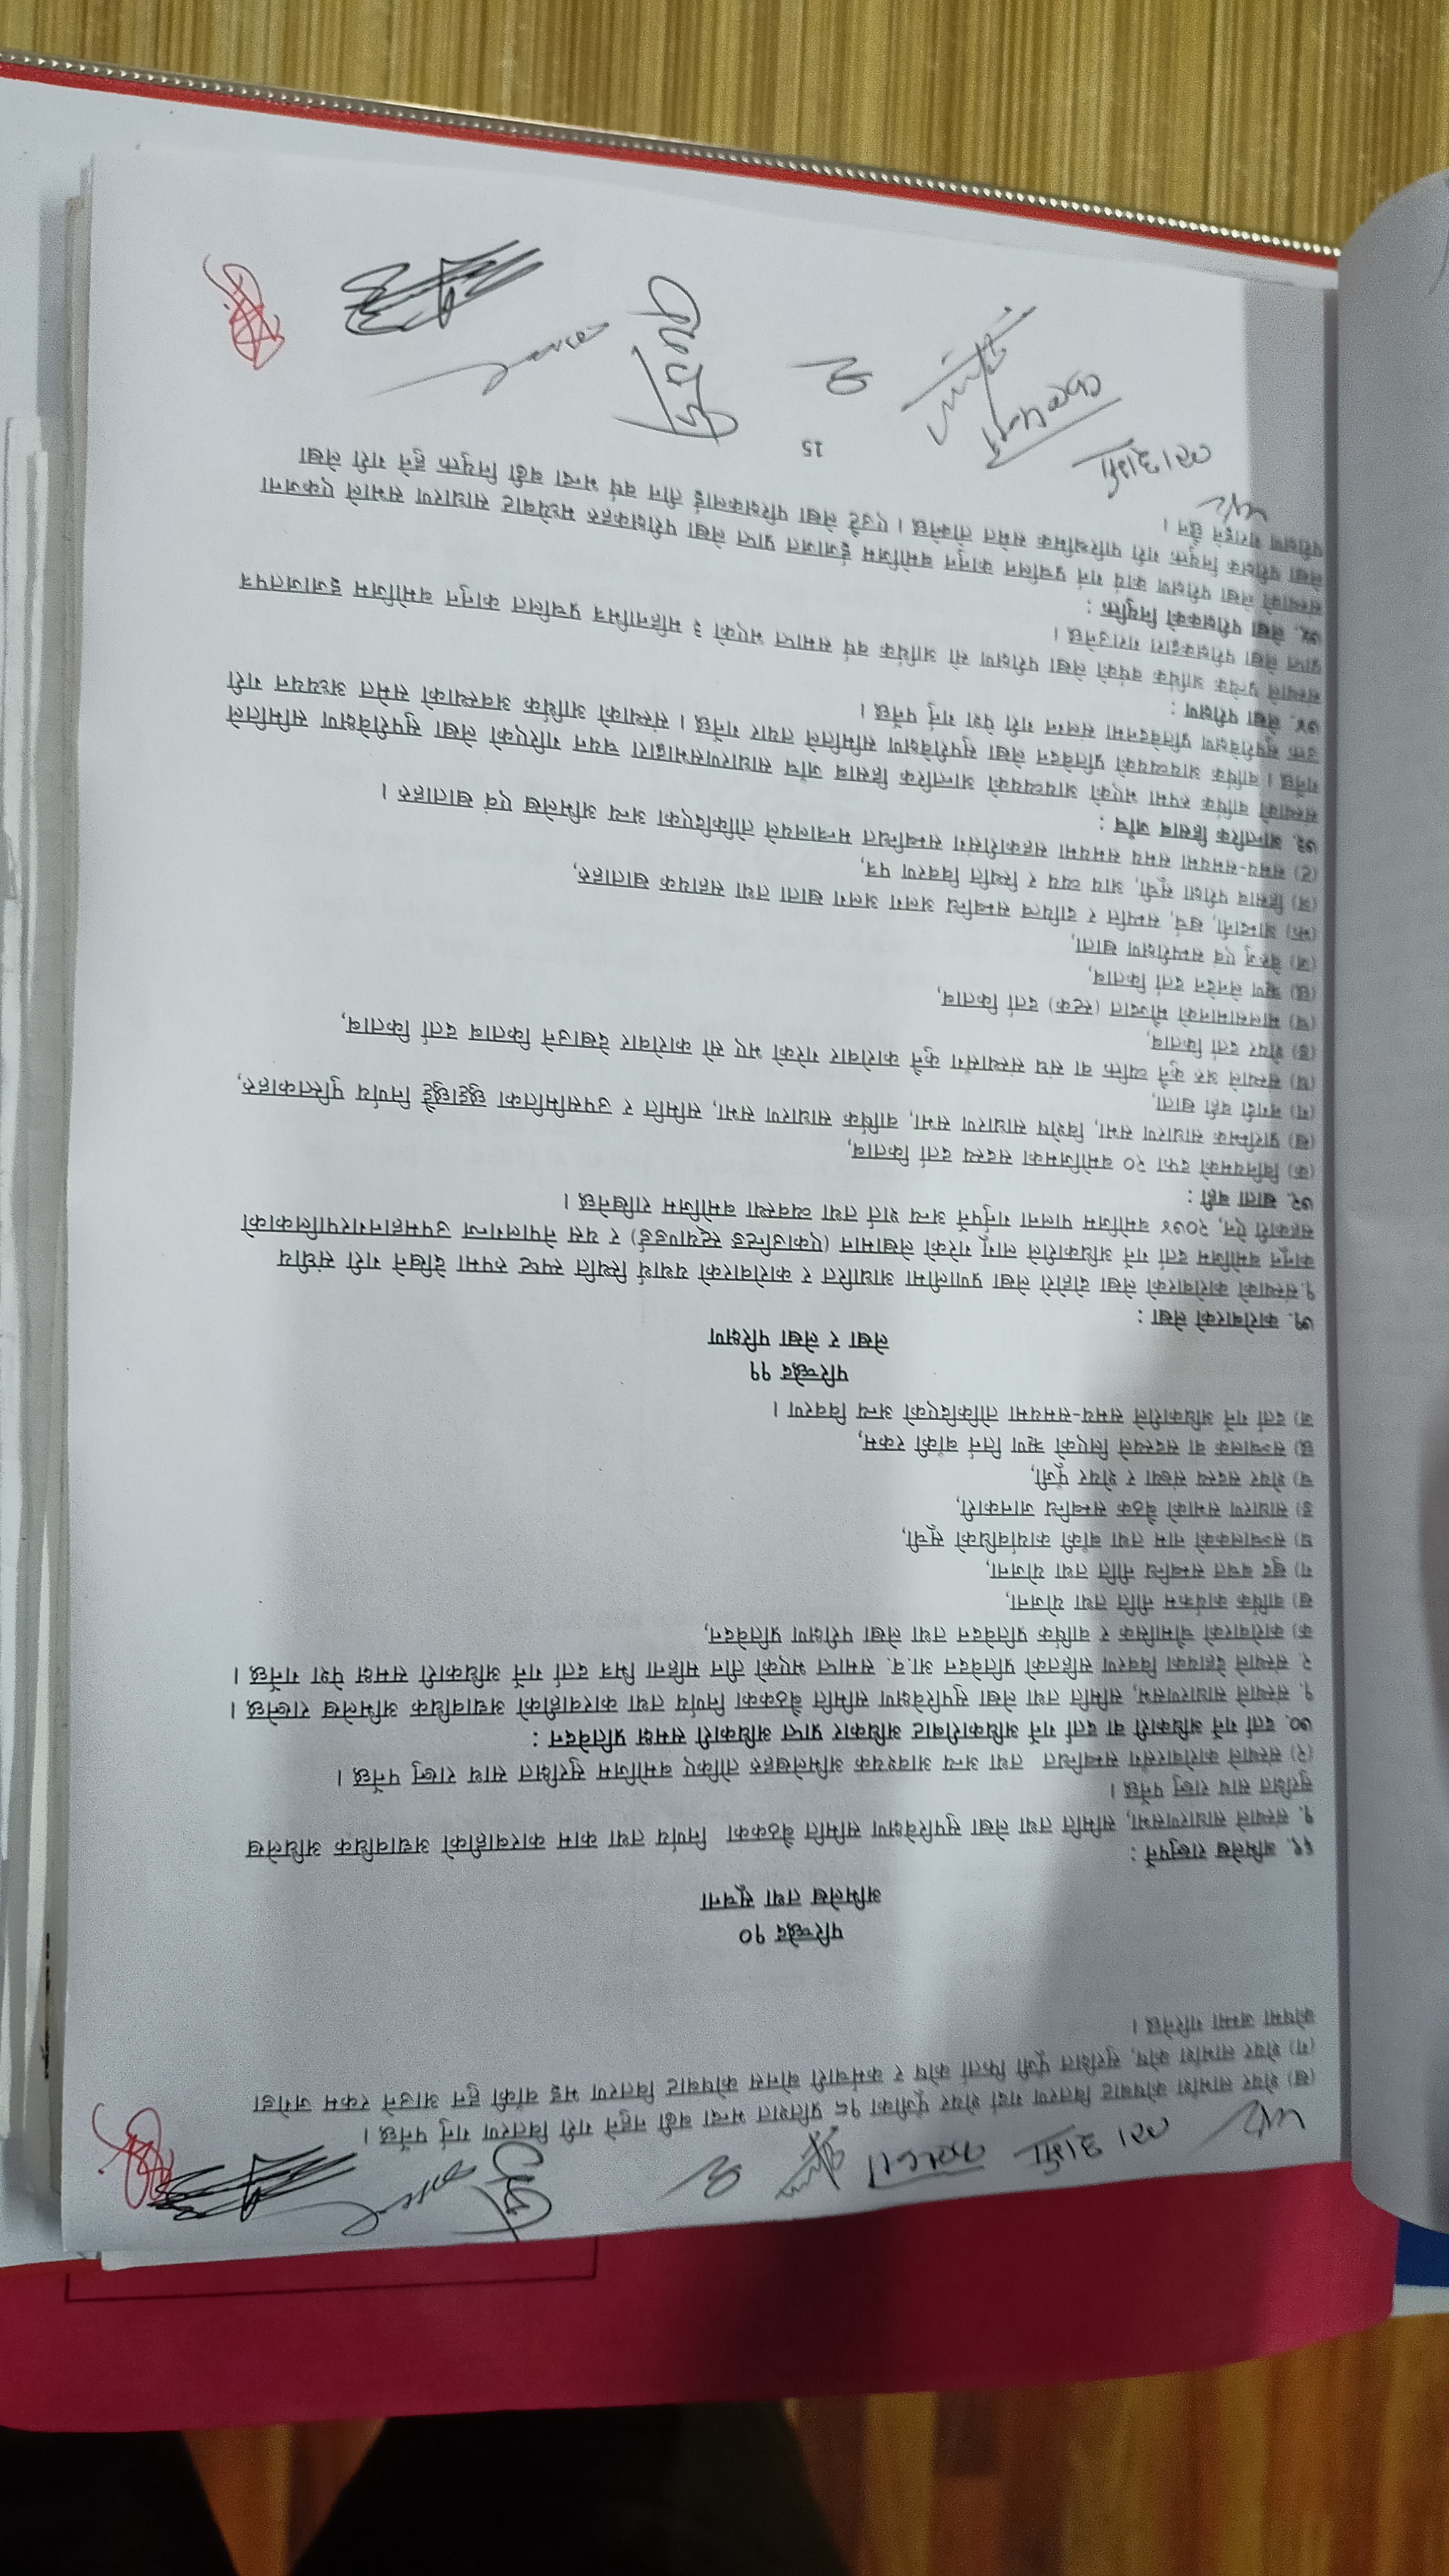 शर्मा कल्पना
(ख) शेयर लाभाँश कोषबाट वितरण गर्दा शेयर पूँजीका १८ प्रतिशत भन्दा बढी नहुने गरी वितरण गर्नु पर्नेछ ।
(ग) शेयर लाभाँश कोष, सुरक्षित पूँजी फिर्ता कोष र कर्मचारी बोनस कोषबाट वितरण भइ बाँकी हुन आउने रकम जगेडा
कोषमा जम्मा गरिनेछ ।
परिच्छेद १०
अभिलेख तथा सूचना
६९. अभिलेख राख्नुपर्ने :
१. संस्थाले साधारणसभा, समिति तथा लेखा सुपरिवेक्षण समिति बैठकका निर्णय तथा काम कारबाहीको अद्यावधिक अधिलेख
सुरक्षित साथ राख्नु पर्नेछ ।
(२) संस्थाले कारोवारसँग सम्बन्धित तथा अन्य आवश्यक अभिलेखहरु तोकिए बमोजिम सुरक्षित साथ राख्नु पर्नेछ ।
७०. दर्ता गर्ने अधिकारी वा दर्ता गर्ने अधिकारीबाट अधिकार प्राप्त अधिकारी समक्ष प्रतिवेदन :
१. संस्थाले साधारणसभ, समिति तथा लेखा सुपरिवेक्षण समिति बैठकका निर्णय तथा कारवाहीको अद्यावधिक अभिलेख राख्नेछ ।
२. संस्थाले देहायका विवरण सहितको प्रतिवेदन आ.व. समाप्त भएको तीन महिना भित्र दर्ता गर्ने अधिकारी समक्ष पेश गर्नेछ ।
क) कारोवारको चौमासिक र वार्षिक प्रतिवेदन तथा लेखा परीक्षण प्रतिवेदन,
ख) वार्षिक कार्यक्रम नीति तथा योजना,
ग) खुद बचत सम्बन्धि नीति तथा योजना,
घ) सञ्चालकको नाम तथा बाँकी कार्यावधिको सूची,
ङ) साधारण सभाको बैठक सम्बन्धि जानकारी,
च) शेयर सदस्य संख्या र शेयर पूँजी,
छ) सञ्चालक वा सदस्यले लिएको ऋण तिर्न बाँकी रकम,
ज) दर्ता गर्ने अधिकारीले समय-समयमा तोकिदिएको अन्य विवरण ।
परिच्छेद ११
लेखा र लेखा परिक्षण
७१. कारोबारको लेखा :
१.संस्थाको कारोवारको लेखा दोहोरो लेखा प्रणालीमा आधारित र कारोवारको यथार्थ स्थिति स्पष्ट रुपमा देखिने गरी संघीय
कानून बमोजिम दर्ता गर्ने अधिकारीले लागू गरेको लेखामान (एकाउन्टिङ स्ट्याण्डर्ड) र यस नेपालगन्ज उपमहानगरपालिकाको
सहकारी ऐन, २०७४ बमोजिम पालना गर्नुपर्ने अन्य शर्त तथा व्यवस्था बमोजिम राखिनेछ ।
७२. खाता बही :
(क) विनियमको दफा २० बमोजिमका सदस्य दर्ता किताब,
(ख) प्रारम्भिक साधारण सभा, विशेष साधारण सभा, वार्षिक साधारण सभा, समिति र उपसमितिका छुट्टाछुट्टै निर्णय पुस्तिकाहरु,
(ग) नगदी बही खाता,
(घ) संस्थाले अरु कुनै व्यक्ति वा संघ संस्थासँग कुनै कारोवार गरेको भए सो कारोवार देखाउने किताब दर्ता किताब,
(ङ) शेयर दर्ता किताब,
(च) मालसामानको मौज्दात (स्टक) दर्ता किताब,
(छ) ऋण लेनदेन दर्ता किताब,
(ज) वेरुजु एवं सम्परीक्षण खाता,
(झ) आम्दानी, खर्च, सम्पत्ति र दायित्व सम्बन्धि अलग अलग खाता तथा सहायक खाताहरु,
(ञ) हिसाब परीक्षा सूची, आय व्यय र स्थिति विवरण पत्र,
(ट) समय-समयमा समय समयमा सहकारीसंग सम्बन्धित मन्त्रालयले तोकिदिएका अन्य अभिलेख एवं खाताहरु ।
७३. आन्तरिक हिसाब जाँच :
संस्थाको वार्षिक रुपमा भएको आयव्ययको आन्तरिक हिसाब जाँच साधारणसभाद्वारा चयन गरिएको लेखा सुपरीवेक्षण समितिले
गर्नेछ । वार्षिक आयव्ययको प्रतिवेदन लेखा सुपरीवेक्षण समितिले तयार गर्नेछ । संस्थाको आर्थिक अवस्थाको समेत अध्ययन गरी
उक्त सुपरीवेक्षण प्रतिवेदनमा संलग्न गरी पेश गर्नु पर्नेछ ।
७४. लेखा परीक्षण :
संस्थाले प्रत्येक आर्थिक वर्षको लेखा परीक्षण सो आर्थिक वर्ष समाप्त भएको ३ महिनाभित्र प्रचलित कानुन बमोजिम इजाजतपत्र
प्राप्त लेखा परीक्षकद्वारा गराउनेछ ।
७५. लेखा परीक्षकको नियुक्ति :
संस्थाको लेखा परीक्षण कार्य गर्न प्रचलिन कानुन बमोजिम ईजाजत प्राप्त लेखा परीक्षकहरु मध्येबाट साधारण सभाले एकजना
लेखा परीक्षक नियुक्त गरी पारिश्रमिक समेत तोक्नेछ । एउटै लेखा परिक्षकलाई तीन वर्ष भन्दा बढी नियुक्त हुने गरी लेखा
परीक्षण गराइने छैन ।
शर्मा
कल्पना
15